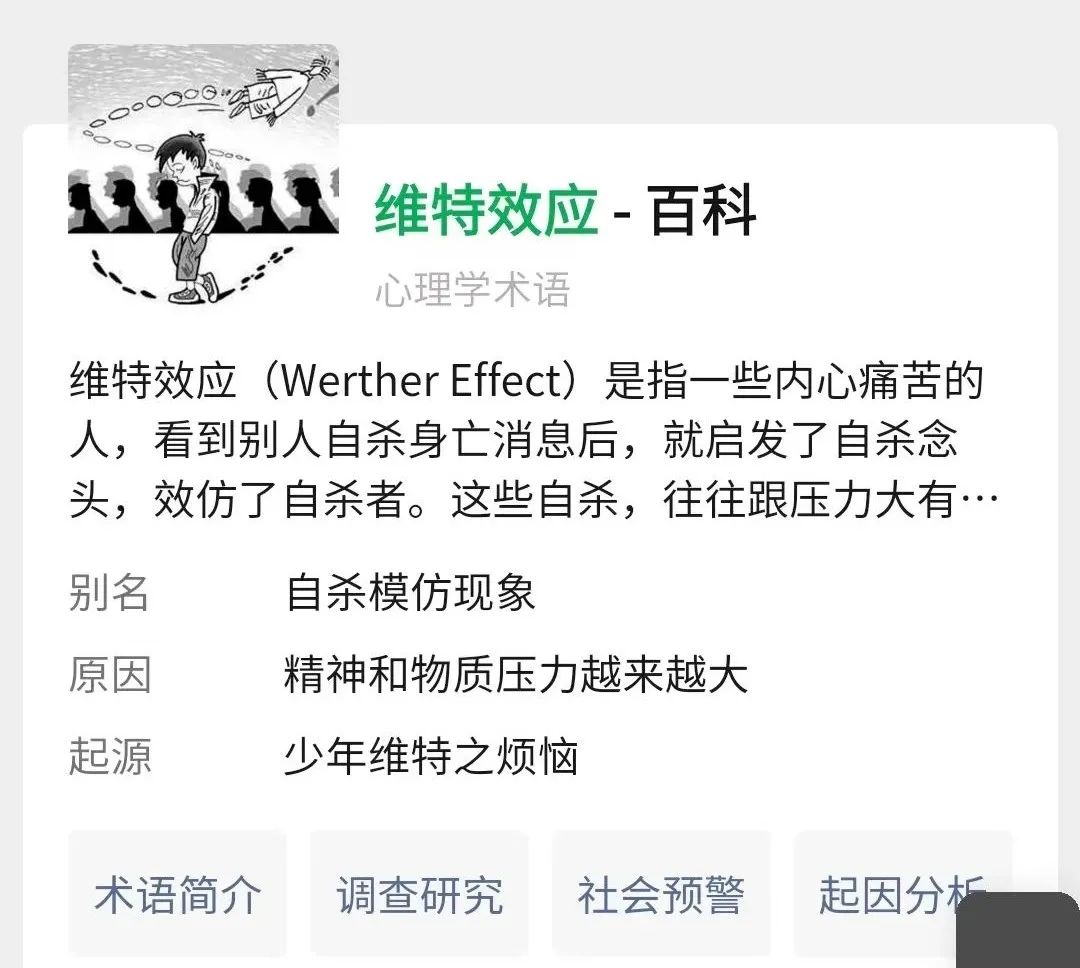 维特效应 - 百科
心理学术语
维特效应（Werther Effect）是指一些内心痛苦的
人，看到别人自杀身亡消息后，就启发了自杀念
头，效仿了自杀者。这些自杀，往往跟压力大有…
别名 自杀模仿现象
原因 精神和物质压力越来越大
起源 少年维特之烦恼
术语简介 调查研究 社会预警 起因分析